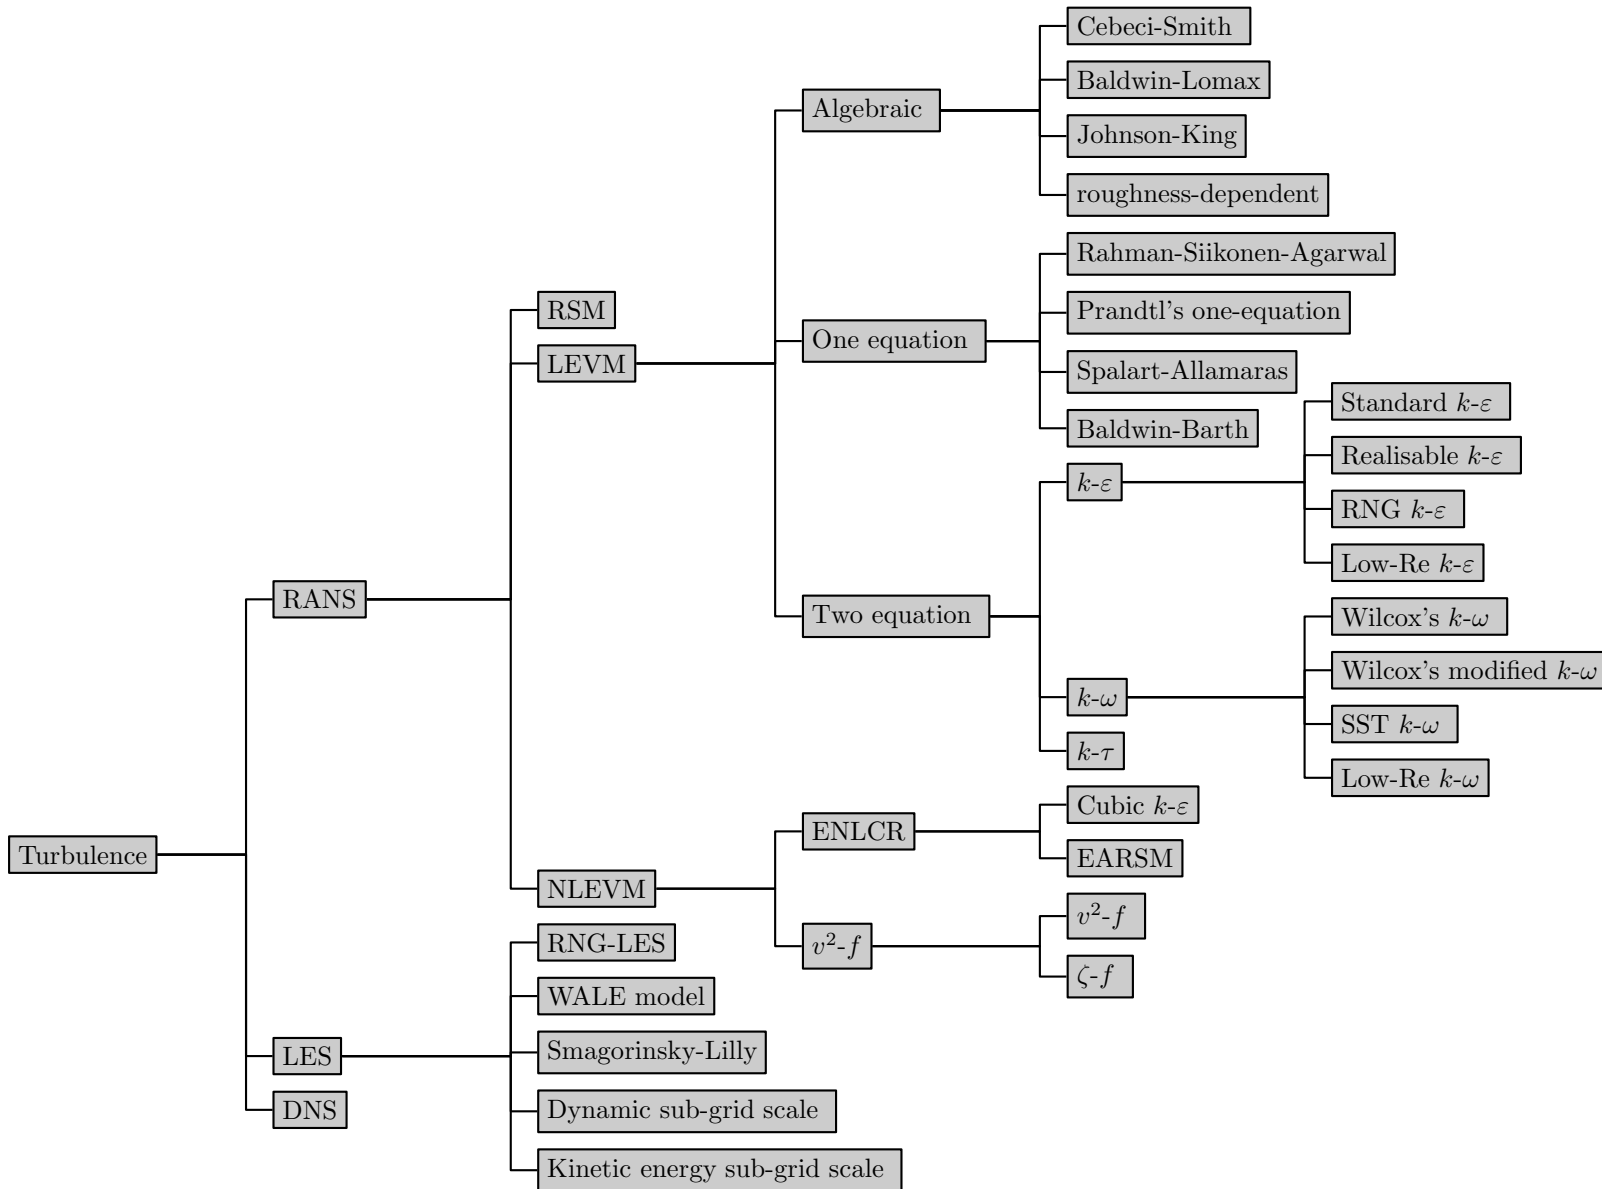 Cebeci-Smith
Baldwin-Lomax
Algebraic
Johnson-King
roughness-dependent
Rahman-Siikonen-Agarwal
RSM
Prandtl's one-equation
One equation
LEVM
Spalart-Allamaras
Standard k-ε
Baldwin-Barth
Realisable k-ε
k-ε
RNG k-ε
Low-Re k-ε
RANS
Two equation
Wilcox's k-ω
Wilcox's modified k-ω
k-ω
SST k-ω
k-τ
Low-Re k-ω
Cubic k-ε
ENLCR
Turbulence
EARSM
NLEVM
v²-f
RNG-LES
v²-f
ζ-f
WALE model
LES
Smagorinsky-Lilly
DNS
Dynamic sub-grid scale
Kinetic energy sub-grid scale